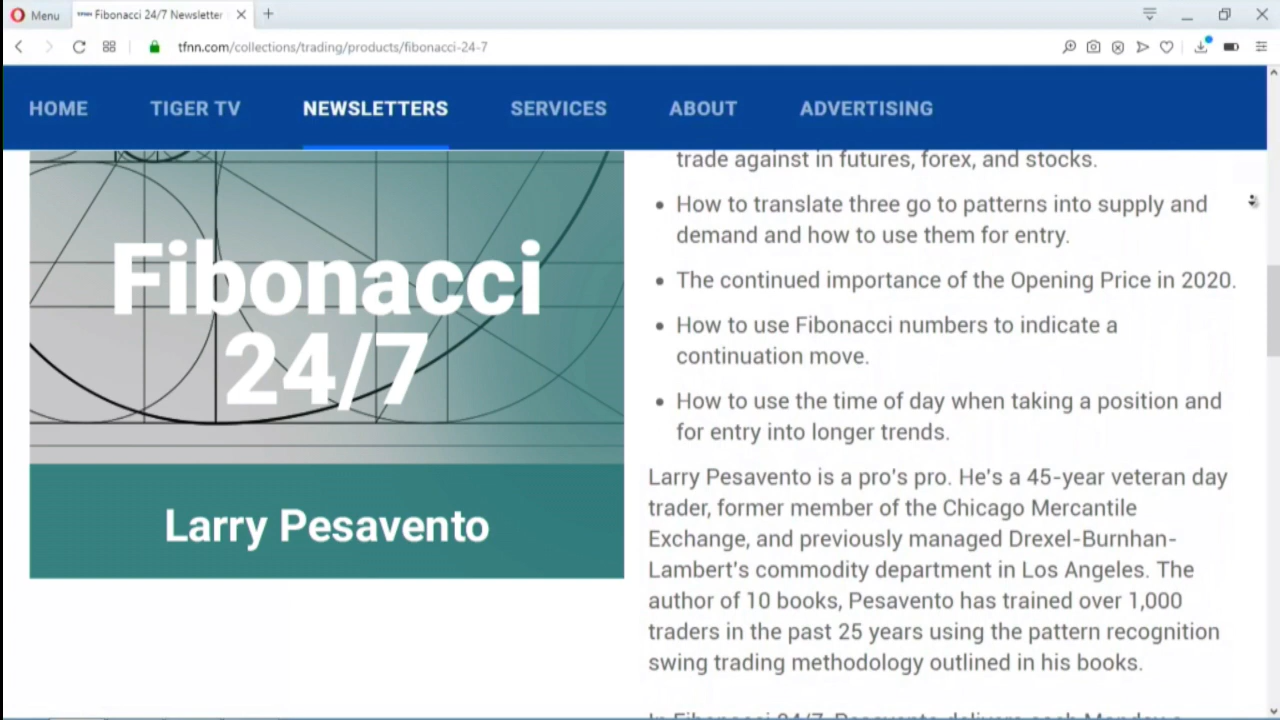 Menu
Fibonacci 24/7 Newsletter
tfnn.com/collections/trading/products/fibonacci-24-7
HOME
TIGER TV
NEWSLETTERS
SERVICES
ABOUT
ADVERTISING
Fibonacci
24/7
Larry Pesavento
trade against in futures, forex, and stocks.
• How to translate three go to patterns into supply and
demand and how to use them for entry.
• The continued importance of the Opening Price in 2020.
• How to use Fibonacci numbers to indicate a
continuation move.
• How to use the time of day when taking a position and
for entry into longer trends.
Larry Pesavento is a pro's pro. He's a 45-year veteran day
trader, former member of the Chicago Mercantile
Exchange, and previously managed Drexel-Burnhan-
Lambert's commodity department in Los Angeles. The
author of 10 books, Pesavento has trained over 1,000
traders in the past 25 years using the pattern recognition
swing trading methodology outlined in his books.